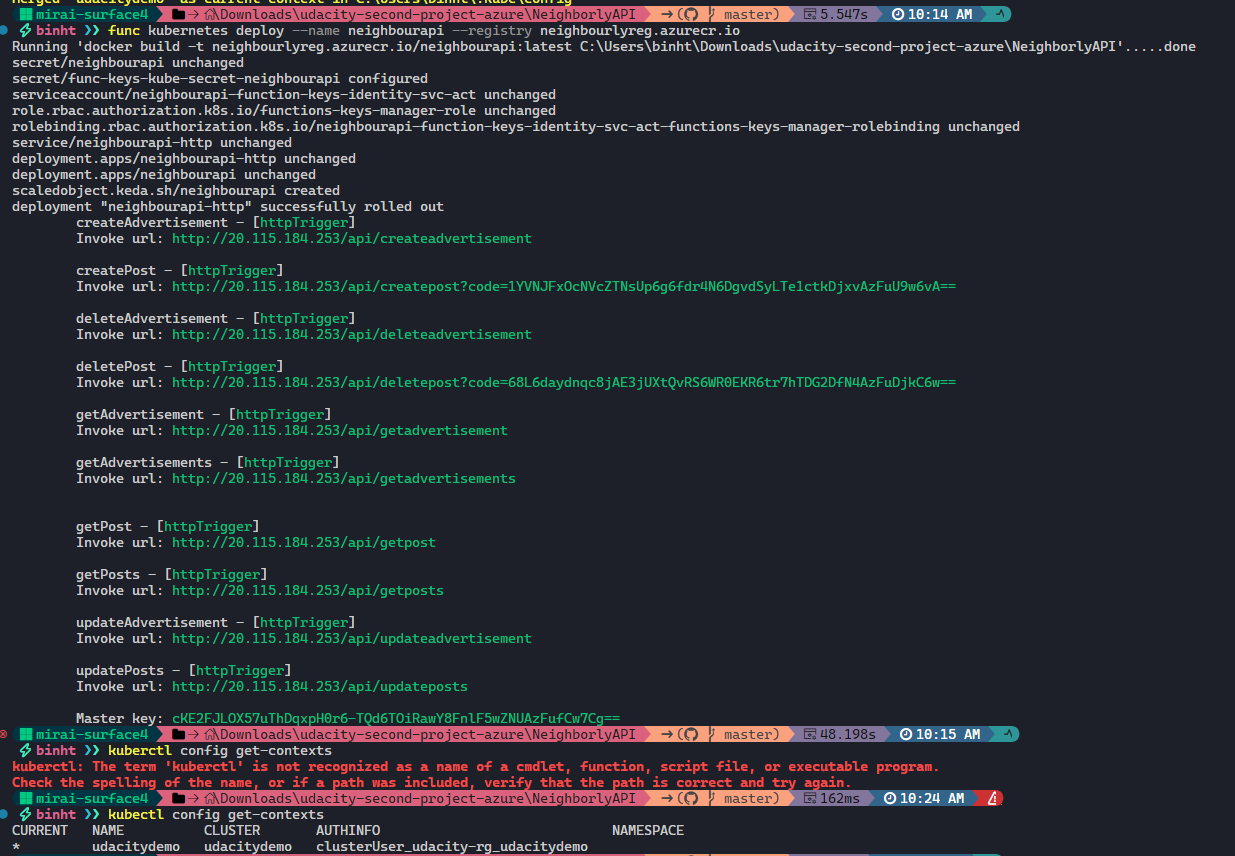 Merged "udacitydemo" as current context in C:\Users\binht\.kube\config
mirai-surface4 → \Downloads\udacity-second-project-azure\NeighborlyAPI → ( master) 5.547s 10:14 AM
binht ❯❯ func kubernetes deploy --name neighbourapi --registry neighbourlyreg.azurecr.io
Running 'docker build -t neighbourlyreg.azurecr.io/neighbourapi:latest C:\Users\binht\Downloads\udacity-second-project-azure\NeighborlyAPI'.....done
secret/neighbourapi unchanged
secret/func-keys-kube-secret-neighbourapi configured
serviceaccount/neighbourapi-function-keys-identity-svc-act unchanged
role.rbac.authorization.k8s.io/functions-keys-manager-role unchanged
rolebinding.rbac.authorization.k8s.io/neighbourapi-function-keys-identity-svc-act-functions-keys-manager-rolebinding unchanged
service/neighbourapi-http unchanged
deployment.apps/neighbourapi-http unchanged
deployment.apps/neighbourapi unchanged
scaledobject.keda.sh/neighbourapi created
deployment "neighbourapi-http" successfully rolled out
createAdvertisement - [httpTrigger]
Invoke url: http://20.115.184.253/api/createadvertisement
createPost - [httpTrigger]
Invoke url: http://20.115.184.253/api/createpost?code=1YVNJFxOcNVcZTNsUp6g6fdr4N6DgvdSyLTe1ctkDjxvAzFuU9w6vA==
deleteAdvertisement - [httpTrigger]
Invoke url: http://20.115.184.253/api/deleteadvertisement
deletePost - [httpTrigger]
Invoke url: http://20.115.184.253/api/deletepost?code=68L6daydnqc8jAE3jUXtQvRS6WR0EKR6tr7hTDG2DfN4AzFuDjkC6w==
getAdvertisement - [httpTrigger]
Invoke url: http://20.115.184.253/api/getadvertisement
getAdvertisements - [httpTrigger]
Invoke url: http://20.115.184.253/api/getadvertisements
getPost - [httpTrigger]
Invoke url: http://20.115.184.253/api/getpost
getPosts - [httpTrigger]
Invoke url: http://20.115.184.253/api/getposts
updateAdvertisement - [httpTrigger]
Invoke url: http://20.115.184.253/api/updateadvertisement
updatePosts - [httpTrigger]
Invoke url: http://20.115.184.253/api/updateposts
Master key: cKE2FJLOX57uThDqxpH0r6-TQd6TOiRawY8FnlF5wZNUAzFufCw7Cg==
mirai-surface4 → \Downloads\udacity-second-project-azure\NeighborlyAPI → ( master) 48.198s 10:15 AM
binht ❯❯ kuberctl config get-contexts
kuberctl: The term 'kuberctl' is not recognized as a name of a cmdlet, function, script file, or executable program.
Check the spelling of the name, or if a path was included, verify that the path is correct and try again.
mirai-surface4 → \Downloads\udacity-second-project-azure\NeighborlyAPI → ( master) 162ms 10:24 AM
binht ❯❯ kubectl config get-contexts
CURRENT NAME CLUSTER AUTHINFO NAMESPACE
* udacitydemo udacitydemo clusterUser_udacity-rg_udacitydemo